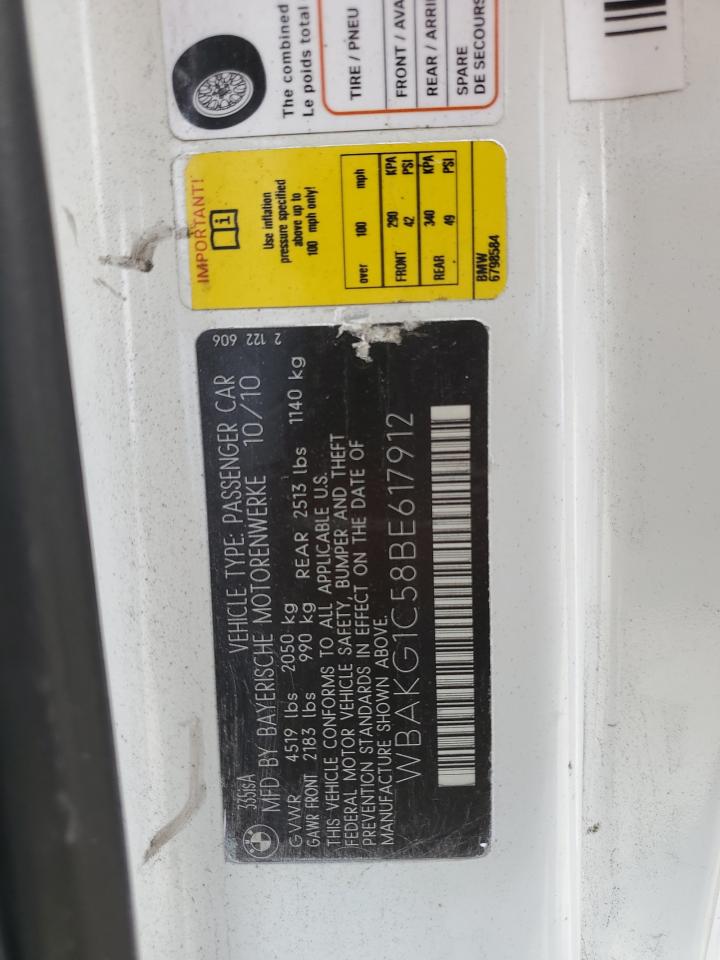 335isA
VEHICLE TYPE: PASSENGER CAR
MFD BY BAYERISCHE MOTORENWERKE 10/10
GVWR 4519 lbs 2050 kg
GAWR FRONT 2183 lbs 990 kg REAR 2513 lbs 1140 kg
THIS VEHICLE CONFORMS TO ALL APPLICABLE U.S.
FEDERAL MOTOR VEHICLE SAFETY, BUMPER AND THEFT
PREVENTION STANDARDS IN EFFECT ON THE DATE OF
MANUFACTURE SHOWN ABOVE.
WBAKG1C58BE617912
2 122 606
IMPORTANT!
Use inflation
pressure specified
above up to
100 mph only!
over 100 mph
FRONT 290 KPA
42 PSI
REAR 340 KPA
49 PSI
BMW
6798584
The combined
Le poids total
TIRE / PNEU
FRONT / AVA
REAR / ARRI
SPARE
DE SECOURS